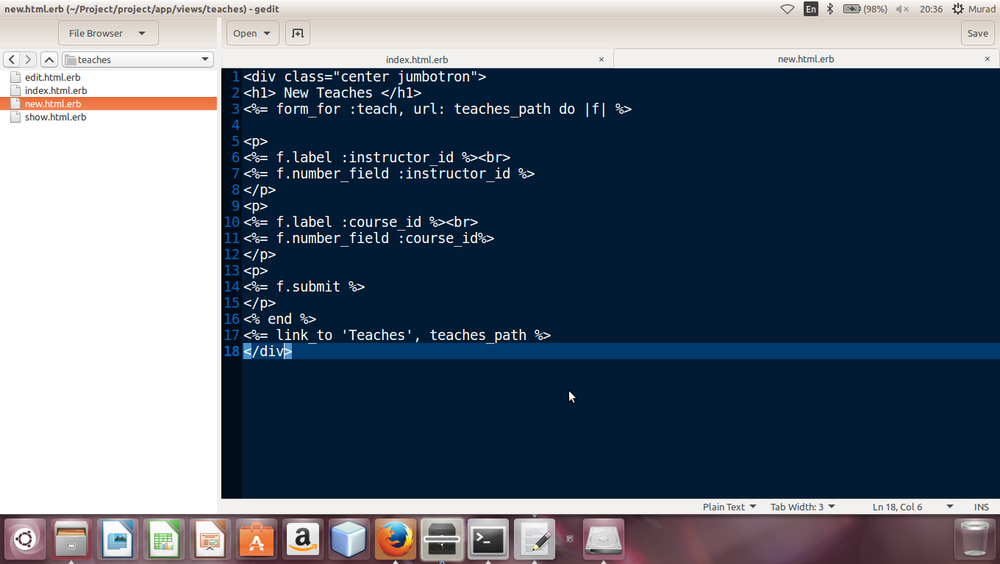 new.html.erb (~/Project/project/app/views/teaches) - gedit
En
(98%)
20:36
Murad
File Browser
Open
Save
teaches
index.html.erb
×
new.html.erb
×
edit.html.erb
index.html.erb
new.html.erb
show.html.erb
1 <div class="center jumbotron">
2 <h1> New Teaches </h1>
3 <%= form_for :teach, url: teaches_path do |f| %>
4
5 <p>
6 <%= f.label :instructor_id %><br>
7 <%= f.number_field :instructor_id %>
8 </p>
9 <p>
10 <%= f.label :course_id %><br>
11 <%= f.number_field :course_id%>
12 </p>
13 <p>
14 <%= f.submit %>
15 </p>
16 <% end %>
17 <%= link_to 'Teaches', teaches_path %>
18 </div>
Plain Text
Tab Width: 3
Ln 18, Col 6
INS